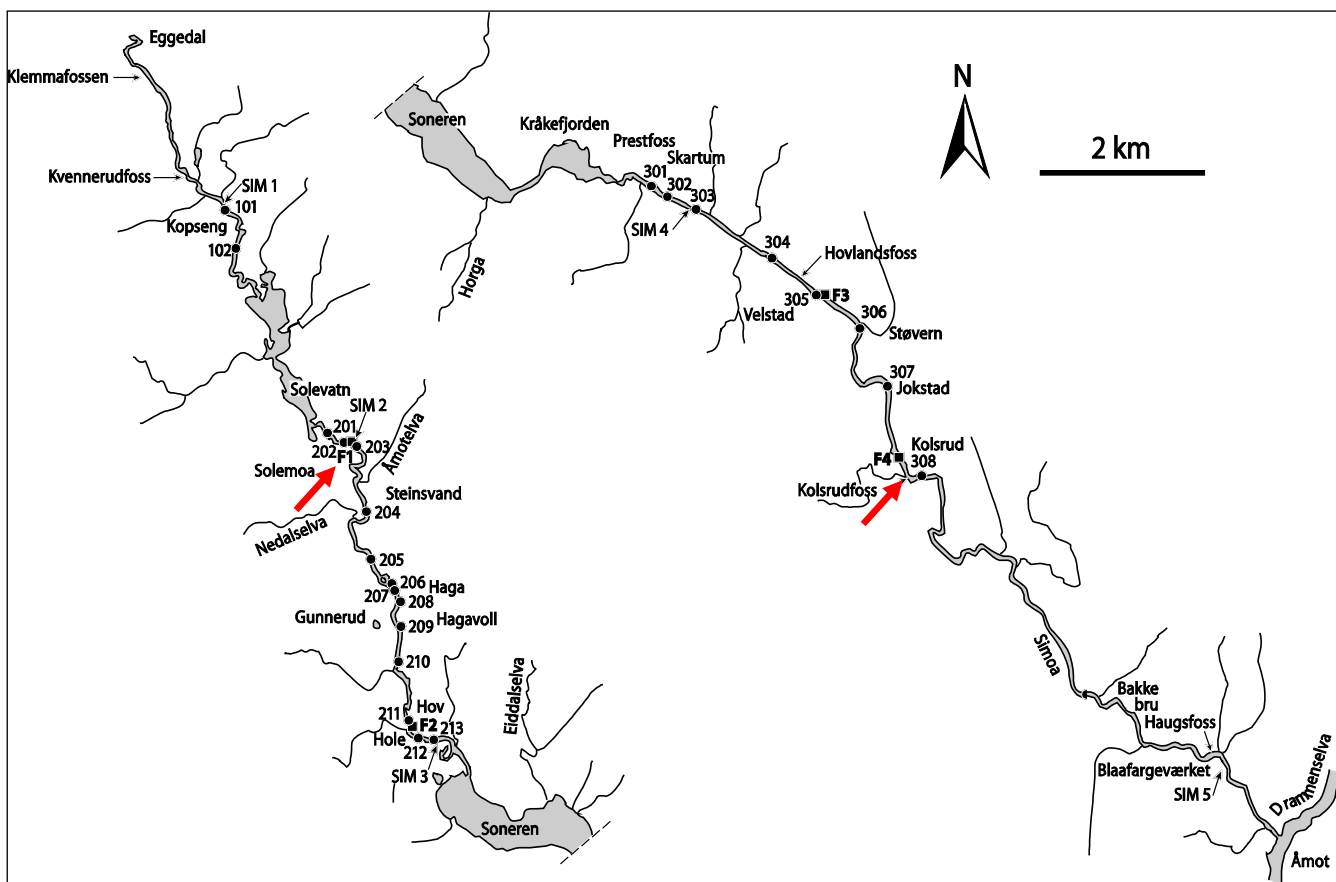 Eggedal
Klemmafossen
Kvennerudfoss
SIM 1
101
Kopseng
102
Solevatn
SIM 2
201
202
203
F1
Åmotelva
Solemoa
Steinsvand
204
Nedalselva
205
206
Haga
207
208
Gunnerud
209
Hagavoll
210
Eiddalselva
211
Hov
F2
213
Hole
212
SIM 3
Soneren
Soneren
Kråkefjorden
Prestfoss
Skartum
301
302
303
SIM 4
Horga
304
Hovlandsfoss
305
F3
Velstad
306
Støvern
307
Jokstad
Kolsrud
F4
308
Kolsrudfoss
Simoa
Bakke
bru
Haugsfoss
Blaafargeværket
SIM 5
Drammenselva
Åmot
N
2 km